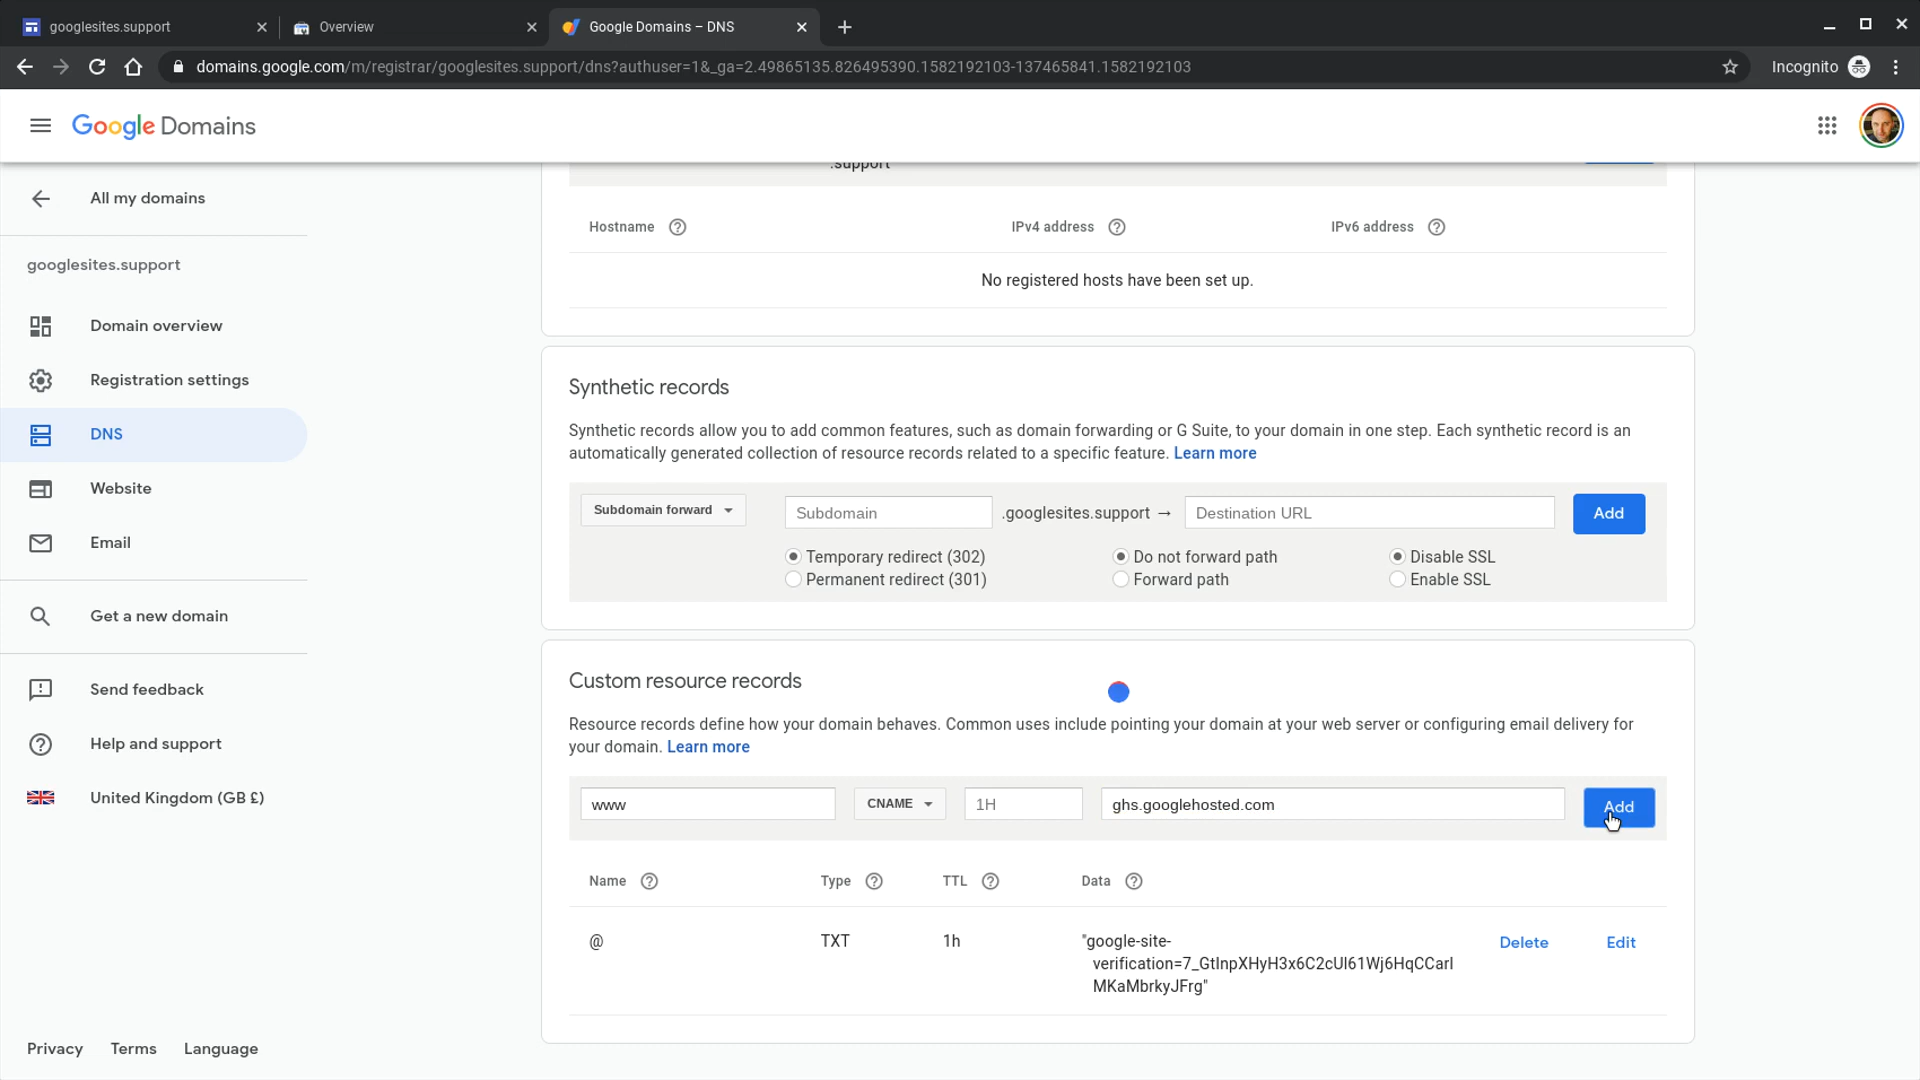 googlesites.support
Overview
Google Domains – DNS
domains.google.com/m/registrar/googlesites.support/dns?authuser=1&_ga=2.49865135.826495390.1582192103-137465841.1582192103
Incognito
Google Domains
.support
All my domains
googlesites.support
Domain overview
Registration settings
DNS
Website
Email
Get a new domain
Send feedback
Help and support
United Kingdom (GB £)
Privacy Terms Language
Hostname IPv4 address IPv6 address
No registered hosts have been set up.
Synthetic records
Synthetic records allow you to add common features, such as domain forwarding or G Suite, to your domain in one step. Each synthetic record is an
automatically generated collection of resource records related to a specific feature. Learn more
Subdomain forward Subdomain .googlesites.support → Destination URL Add
Temporary redirect (302) Do not forward path Disable SSL
Permanent redirect (301) Forward path Enable SSL
Custom resource records
Resource records define how your domain behaves. Common uses include pointing your domain at your web server or configuring email delivery for
your domain. Learn more
www CNAME 1H ghs.googlehosted.com Add
Name Type TTL Data
@ TXT 1h "google-site-
verification=7_GtInpXHyH3x6C2cUl61Wj6HqCCarI
MKaMbrkyJFrg"
Delete Edit